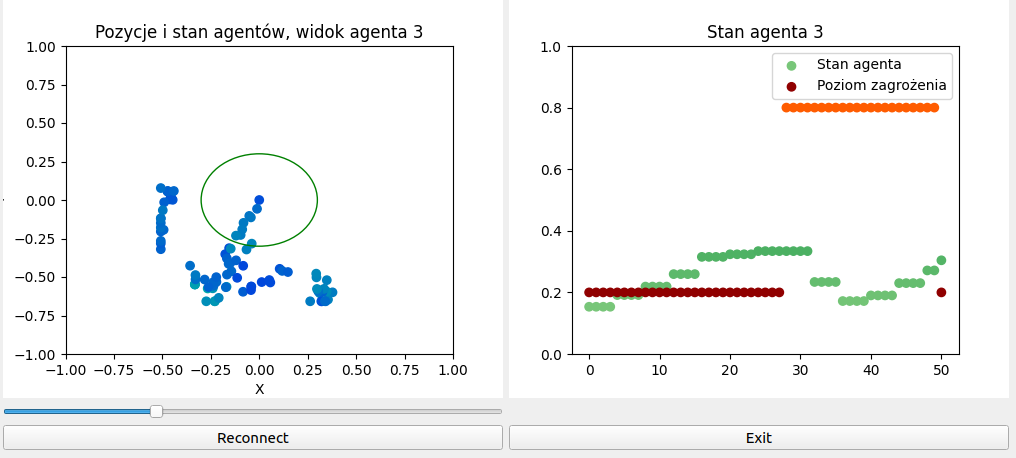 Pozycje i stan agentów, widok agenta 3
1.00
0.75
0.50
0.25
0.00
−0.25
−0.50
−0.75
−1.00
−1.00 −0.75 −0.50 −0.25 0.00 0.25 0.50 0.75 1.00
X
Stan agenta 3
Stan agenta
Poziom zagrożenia
1.0
0.8
0.6
0.4
0.2
0.0
0 10 20 30 40 50
Reconnect
Exit